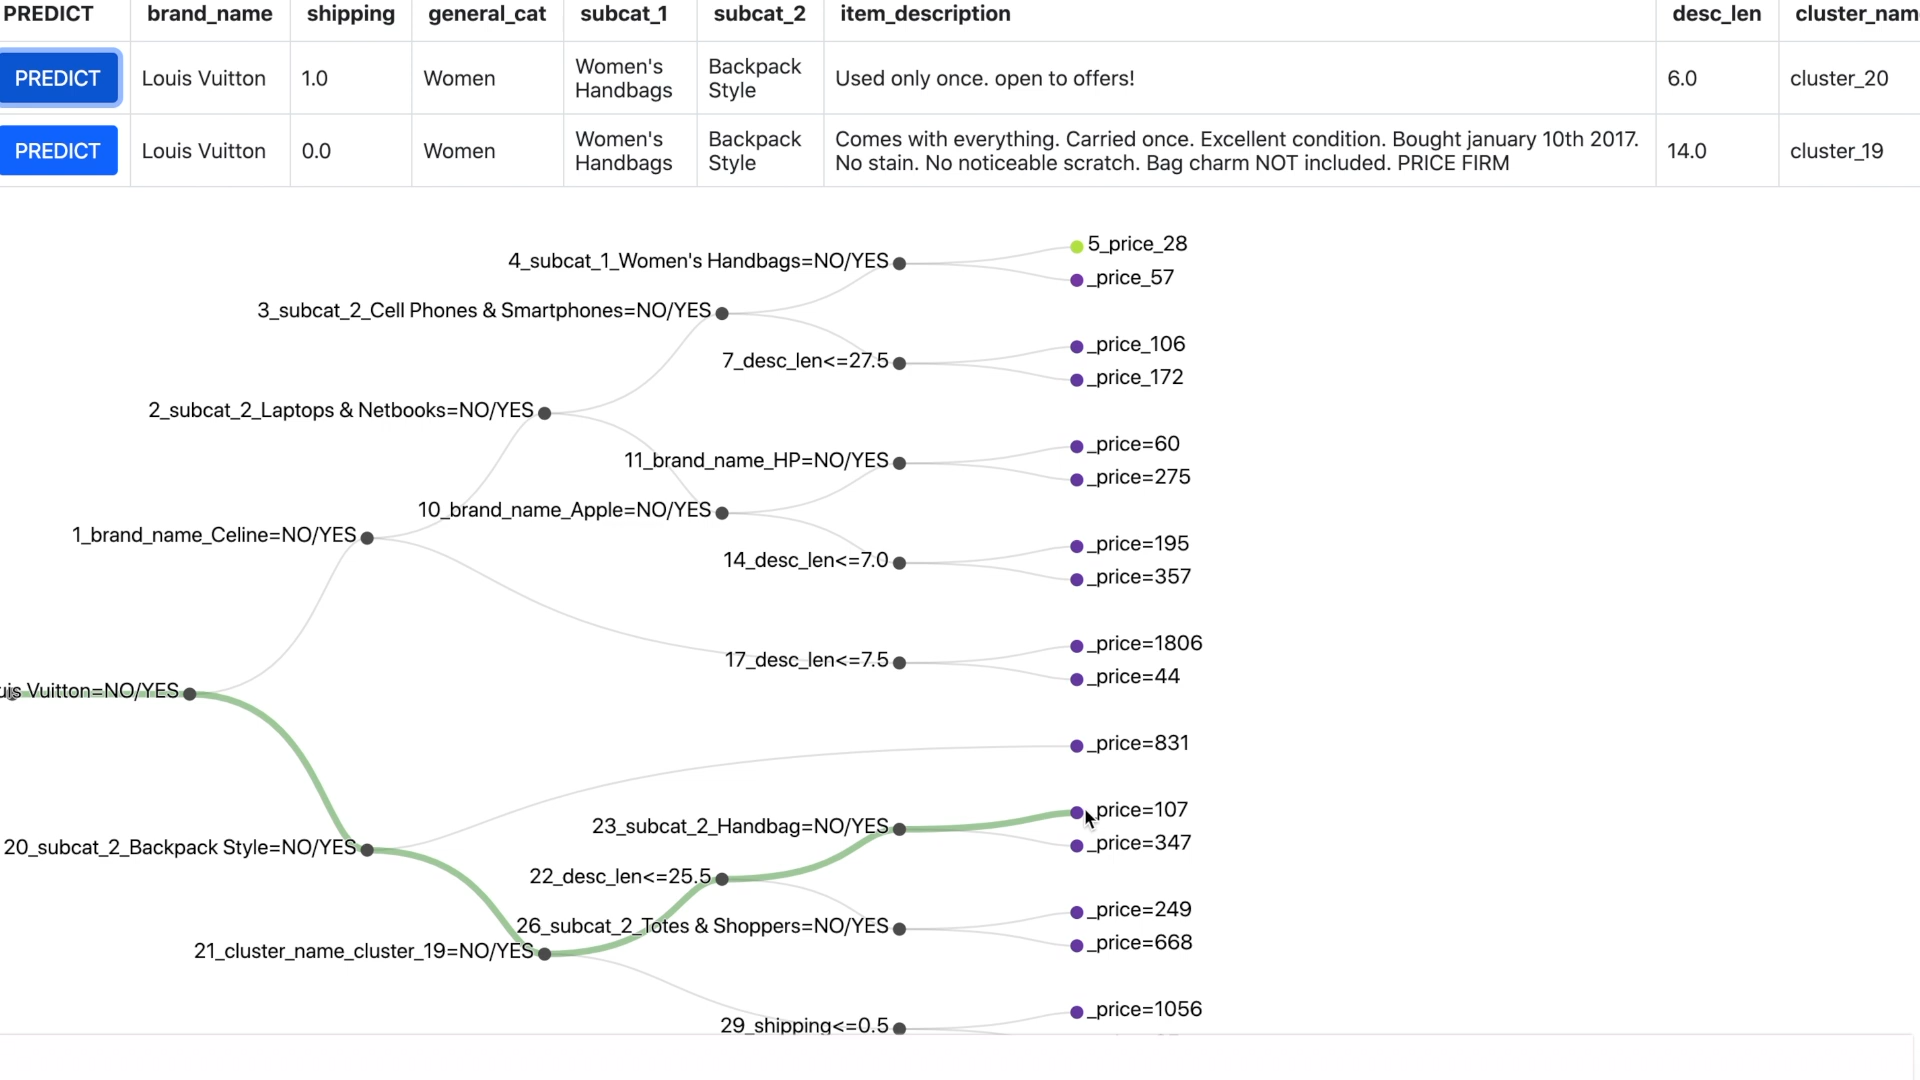 PREDICT brand_name shipping general_cat subcat_1 subcat_2 item_description desc_len cluster_nam
PREDICT Louis Vuitton 1.0 Women Women's Handbags Backpack Style Used only once. open to offers! 6.0 cluster_20
PREDICT Louis Vuitton 0.0 Women Women's Handbags Backpack Style Comes with everything. Carried once. Excellent condition. Bought january 10th 2017.
No stain. No noticeable scratch. Bag charm NOT included. PRICE FIRM 14.0 cluster_19
5_price_28
4_subcat_1_Women's Handbags=NO/YES
_price_57
3_subcat_2_Cell Phones & Smartphones=NO/YES
_price_106
7_desc_len<=27.5
_price_172
2_subcat_2_Laptops & Netbooks=NO/YES
_price=60
11_brand_name_HP=NO/YES
_price=275
10_brand_name_Apple=NO/YES
1_brand_name_Celine=NO/YES
_price=195
14_desc_len<=7.0
_price=357
_price=1806
17_desc_len<=7.5
_price=44
uis Vuitton=NO/YES
_price=831
_price=107
23_subcat_2_Handbag=NO/YES
_price=347
20_subcat_2_Backpack Style=NO/YES
22_desc_len<=25.5
_price=249
26_subcat_2_Totes & Shoppers=NO/YES
_price=668
21_cluster_name_cluster_19=NO/YES
_price=1056
29_shipping<=0.5